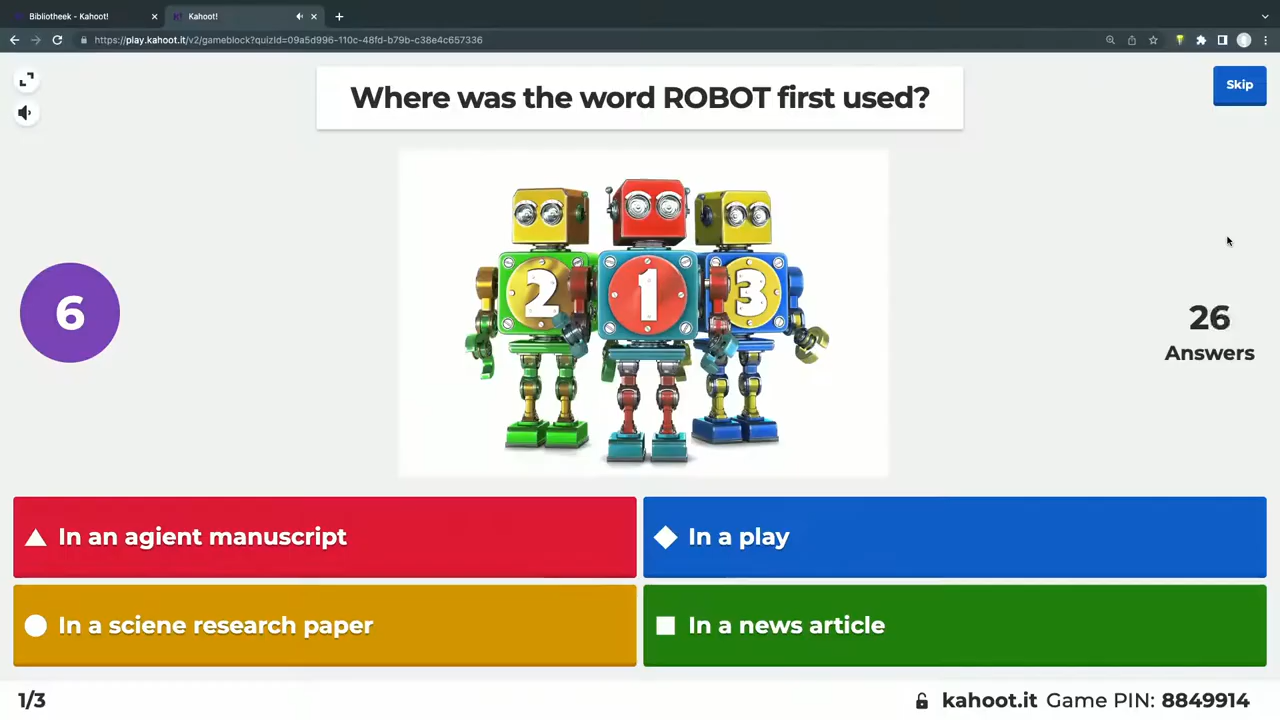 Bibliotheek - Kahoot!
Kahoot!
https://play.kahoot.it/v2/gameblock?quizId=09a5d996-110c-48fd-b79b-c38e4c657336
Where was the word ROBOT first used?
Skip
2
1
3
6
26
Answers
In an agient manuscript
In a play
In a sciene research paper
In a news article
1/3
kahoot.it Game PIN: 8849914